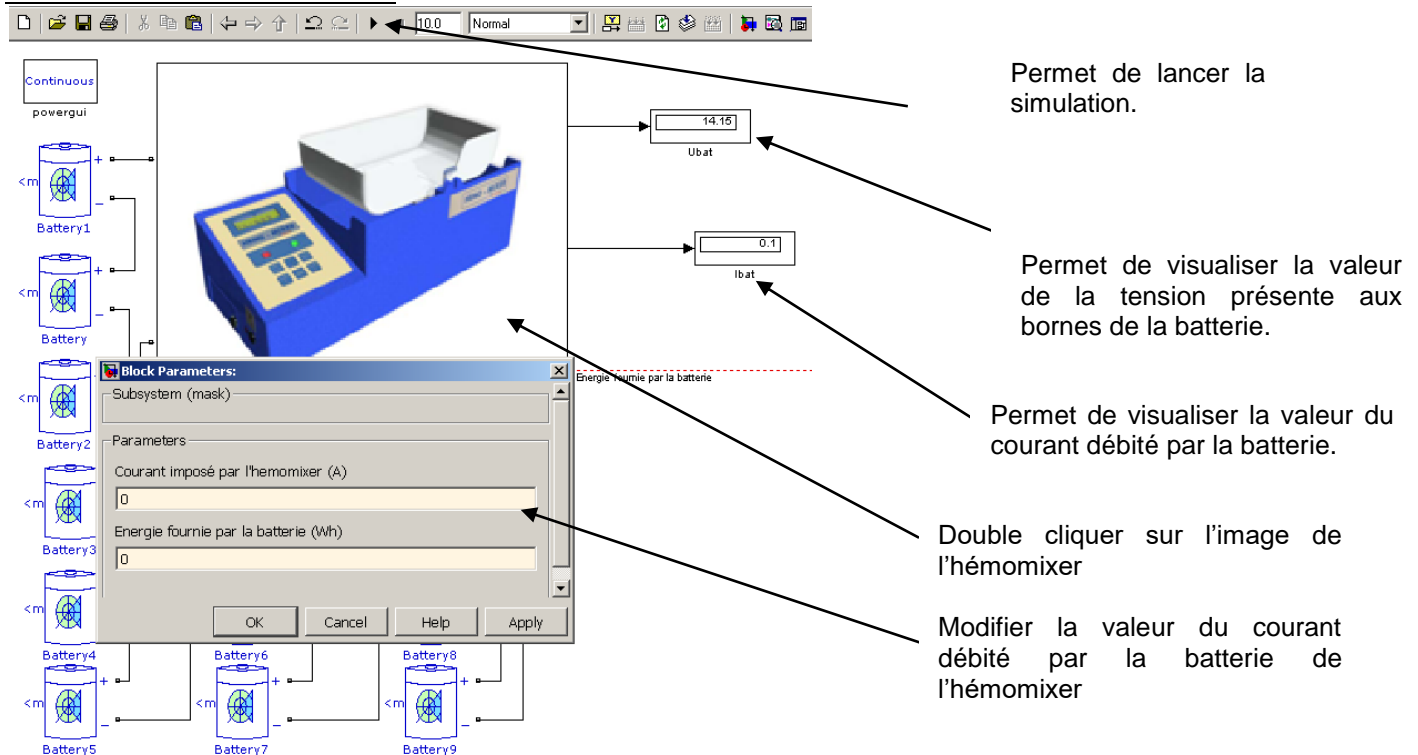 10.0 Normal
Continuous
powergui
Permet de lancer la
simulation.
14.15
Ubat
<m
+
_
Battery1
0.1
Ibat
Permet de visualiser la valeur
de la tension présente aux
bornes de la batterie.
<m
+
_
Battery
Block Parameters:
Energie fournie par la batterie
Subsystem (mask)
<m
Battery2
Permet de visualiser la valeur du
courant débité par la batterie.
Parameters
Courant imposé par l'hemomixer (A)
0
<m
Energie fournie par la batterie (Wh)
Battery3
0
Double cliquer sur l’image de
l’hémomixer
<m
OK Cancel Help Apply
Modifier la valeur du courant
débité par la batterie de
l’hémomixer
Battery4 Battery6 Battery8
+ + +
<m <m <m
_ _ _
Battery5 Battery7 Battery9